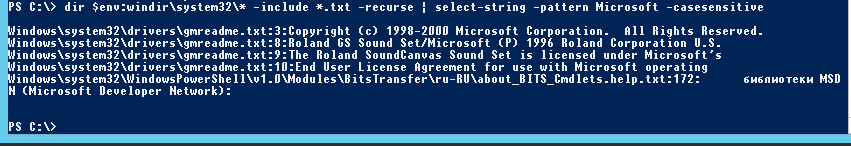 PS C:\> dir $env:windir\system32\* -include *.txt -recurse | select-string -pattern Microsoft -casesensitive
Windows\system32\drivers\gmreadme.txt:3:Copyright (c) 1998-2000 Microsoft Corporation.  All Rights Reserved.
Windows\system32\drivers\gmreadme.txt:8:Roland GS Sound Set/Microsoft (P) 1996 Roland Corporation U.S.
Windows\system32\drivers\gmreadme.txt:9:The Roland SoundCanvas Sound Set is licensed under Microsoft's
Windows\system32\drivers\gmreadme.txt:10:End User License Agreement for use with Microsoft operating
Windows\system32\WindowsPowerShell\v1.0\Modules\BitsTransfer\ru-RU\about_BITS_Cmdlets.help.txt:172:      библиотеки MSD
N (Microsoft Developer Network):
PS C:\>